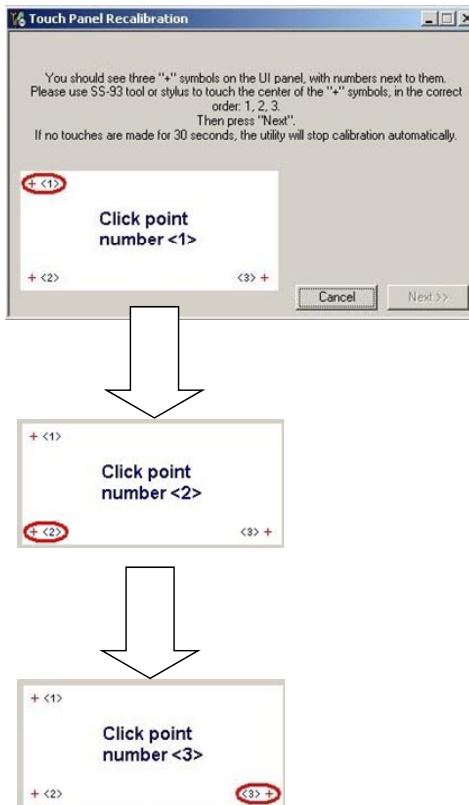 Touch Panel Recalibration
You should see three "+" symbols on the UI panel, with numbers next to them.
Please use SS-93 tool or stylus to touch the center of the "+" symbols, in the correct
order: 1, 2, 3.
Then press "Next".
If no touches are made for 30 seconds, the utility will stop calibration automatically.
+ <1>
Click point
number <1>
+ <2> <3> +
Cancel Next >>
+ <1>
Click point
number <2>
+ <2> <3> +
+ <1>
Click point
number <3>
+ <2> <3> +